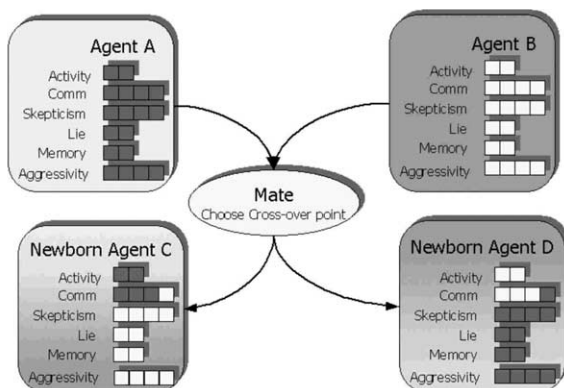 Agent A
Activity
Comm
Skepticism
Lie
Memory
Aggressivity
Agent B
Activity
Comm
Skepticism
Lie
Memory
Aggressivity
Mate
Choose Cross-over point
Newborn Agent C
Activity
Comm
Skepticism
Lie
Memory
Aggressivity
Newborn Agent D
Activity
Comm
Skepticism
Lie
Memory
Aggressivity